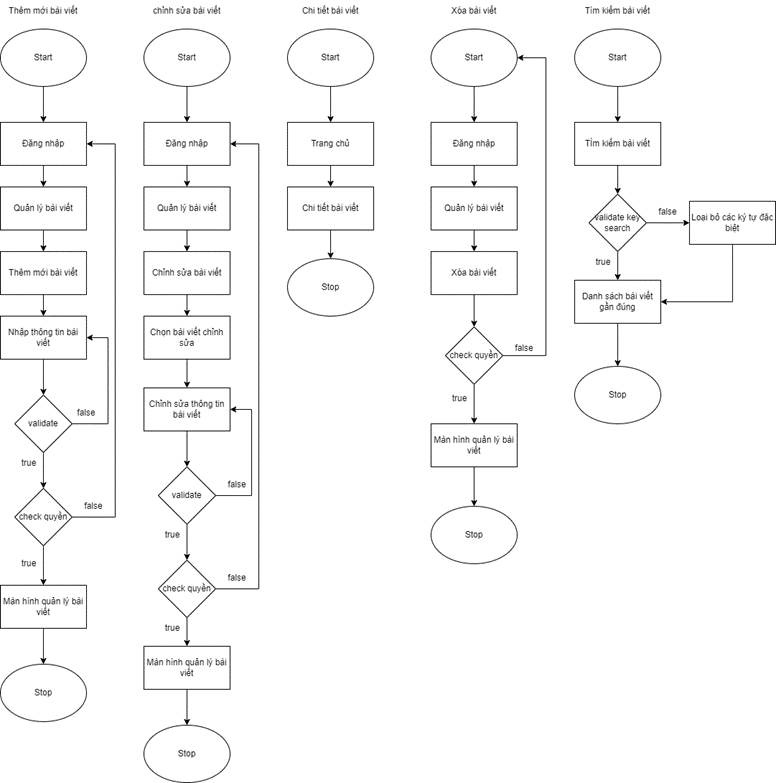 Thêm mới bài viết
Start
Đăng nhập
Quản lý bài viết
Thêm mới bài viết
Nhập thông tin bài
viết
validate
false
true
check quyền
false
true
Màn hình quản lý bài
viết
Stop
chỉnh sửa bài viết
Start
Đăng nhập
Quản lý bài viết
Chỉnh sửa bài viết
Chọn bài viết chỉnh
sửa
Chỉnh sửa thông tin
bài viết
validate
false
true
check quyền
false
true
Màn hình quản lý bài
viết
Stop
Chi tiết bài viết
Start
Trang chủ
Chi tiết bài viết
Stop
Xóa bài viết
Start
Đăng nhập
Quản lý bài viết
Xóa bài viết
check quyền
false
true
Màn hình quản lý bài
viết
Stop
Tìm kiếm bài viết
Start
Tìm kiếm bài viết
validate key
search
false
Loại bỏ các ký tự đặc
biệt
true
Danh sách bài viết
gần đúng
Stop